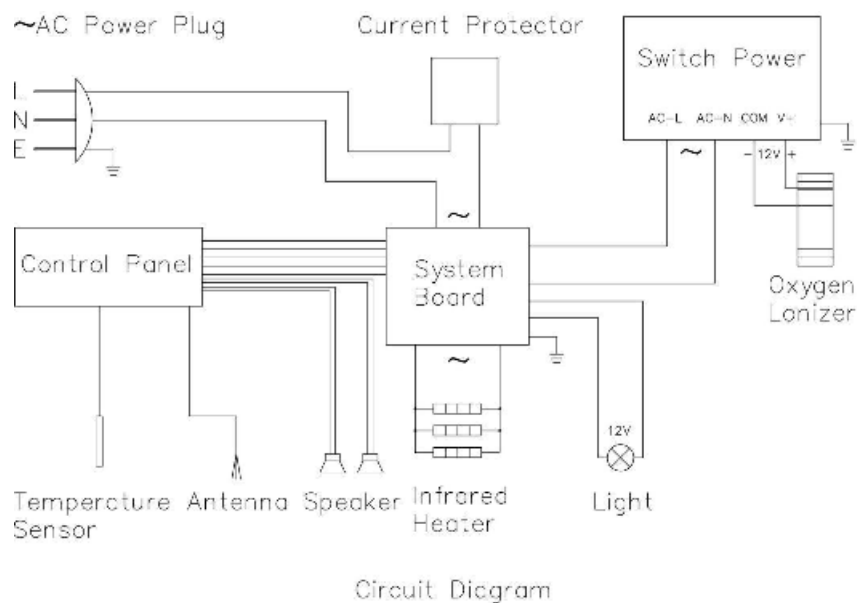 ~AC Power Plug
Current Protector
Switch Power
L
N
E
AC-L AC-N COM V+
~
- 12V +
~
Control Panel
System
Board
Oxygen
Lonizer
~
12V
Tempercture
Sensor
Antenna
Speaker
Infrared
Heater
Light
Circuit Diagram